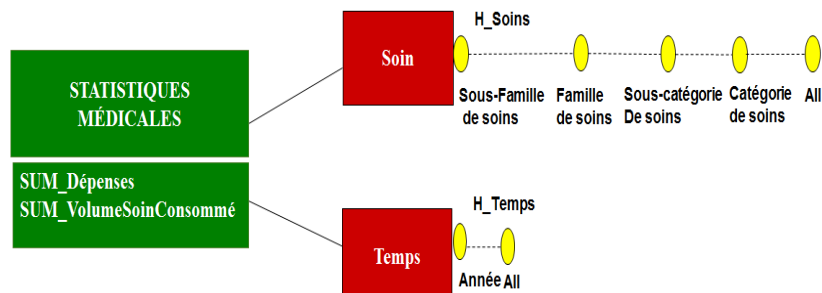 STATISTIQUES
MÉDICALES
SUM_Dépenses
SUM_VolumeSoinConsommé
Soin
H_Soins
Sous-Famille
de soins
Famille
de soins
Sous-catégorie
De soins
Catégorie
de soins
All
Temps
H_Temps
Année
All